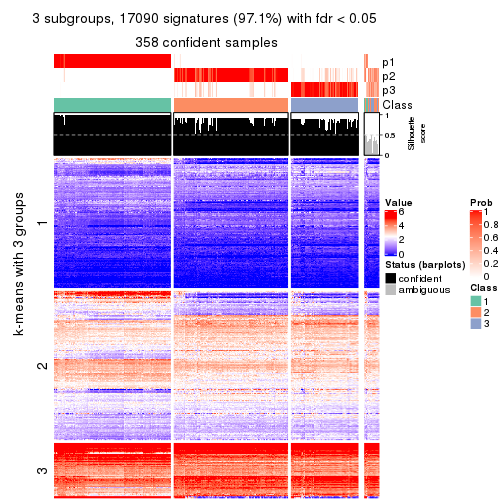 3 subgroups, 17090 signatures (97.1%) with fdr < 0.05
358 confident samples
p1
p2
p3
Class
1
0.5
0
Silhouette
score
k-means with 3 groups
1
2
3
Value
6
4
2
0
Status (barplots)
confident
ambiguous
Prob
1
0.8
0.6
0.4
0.2
0
Class
1
2
3